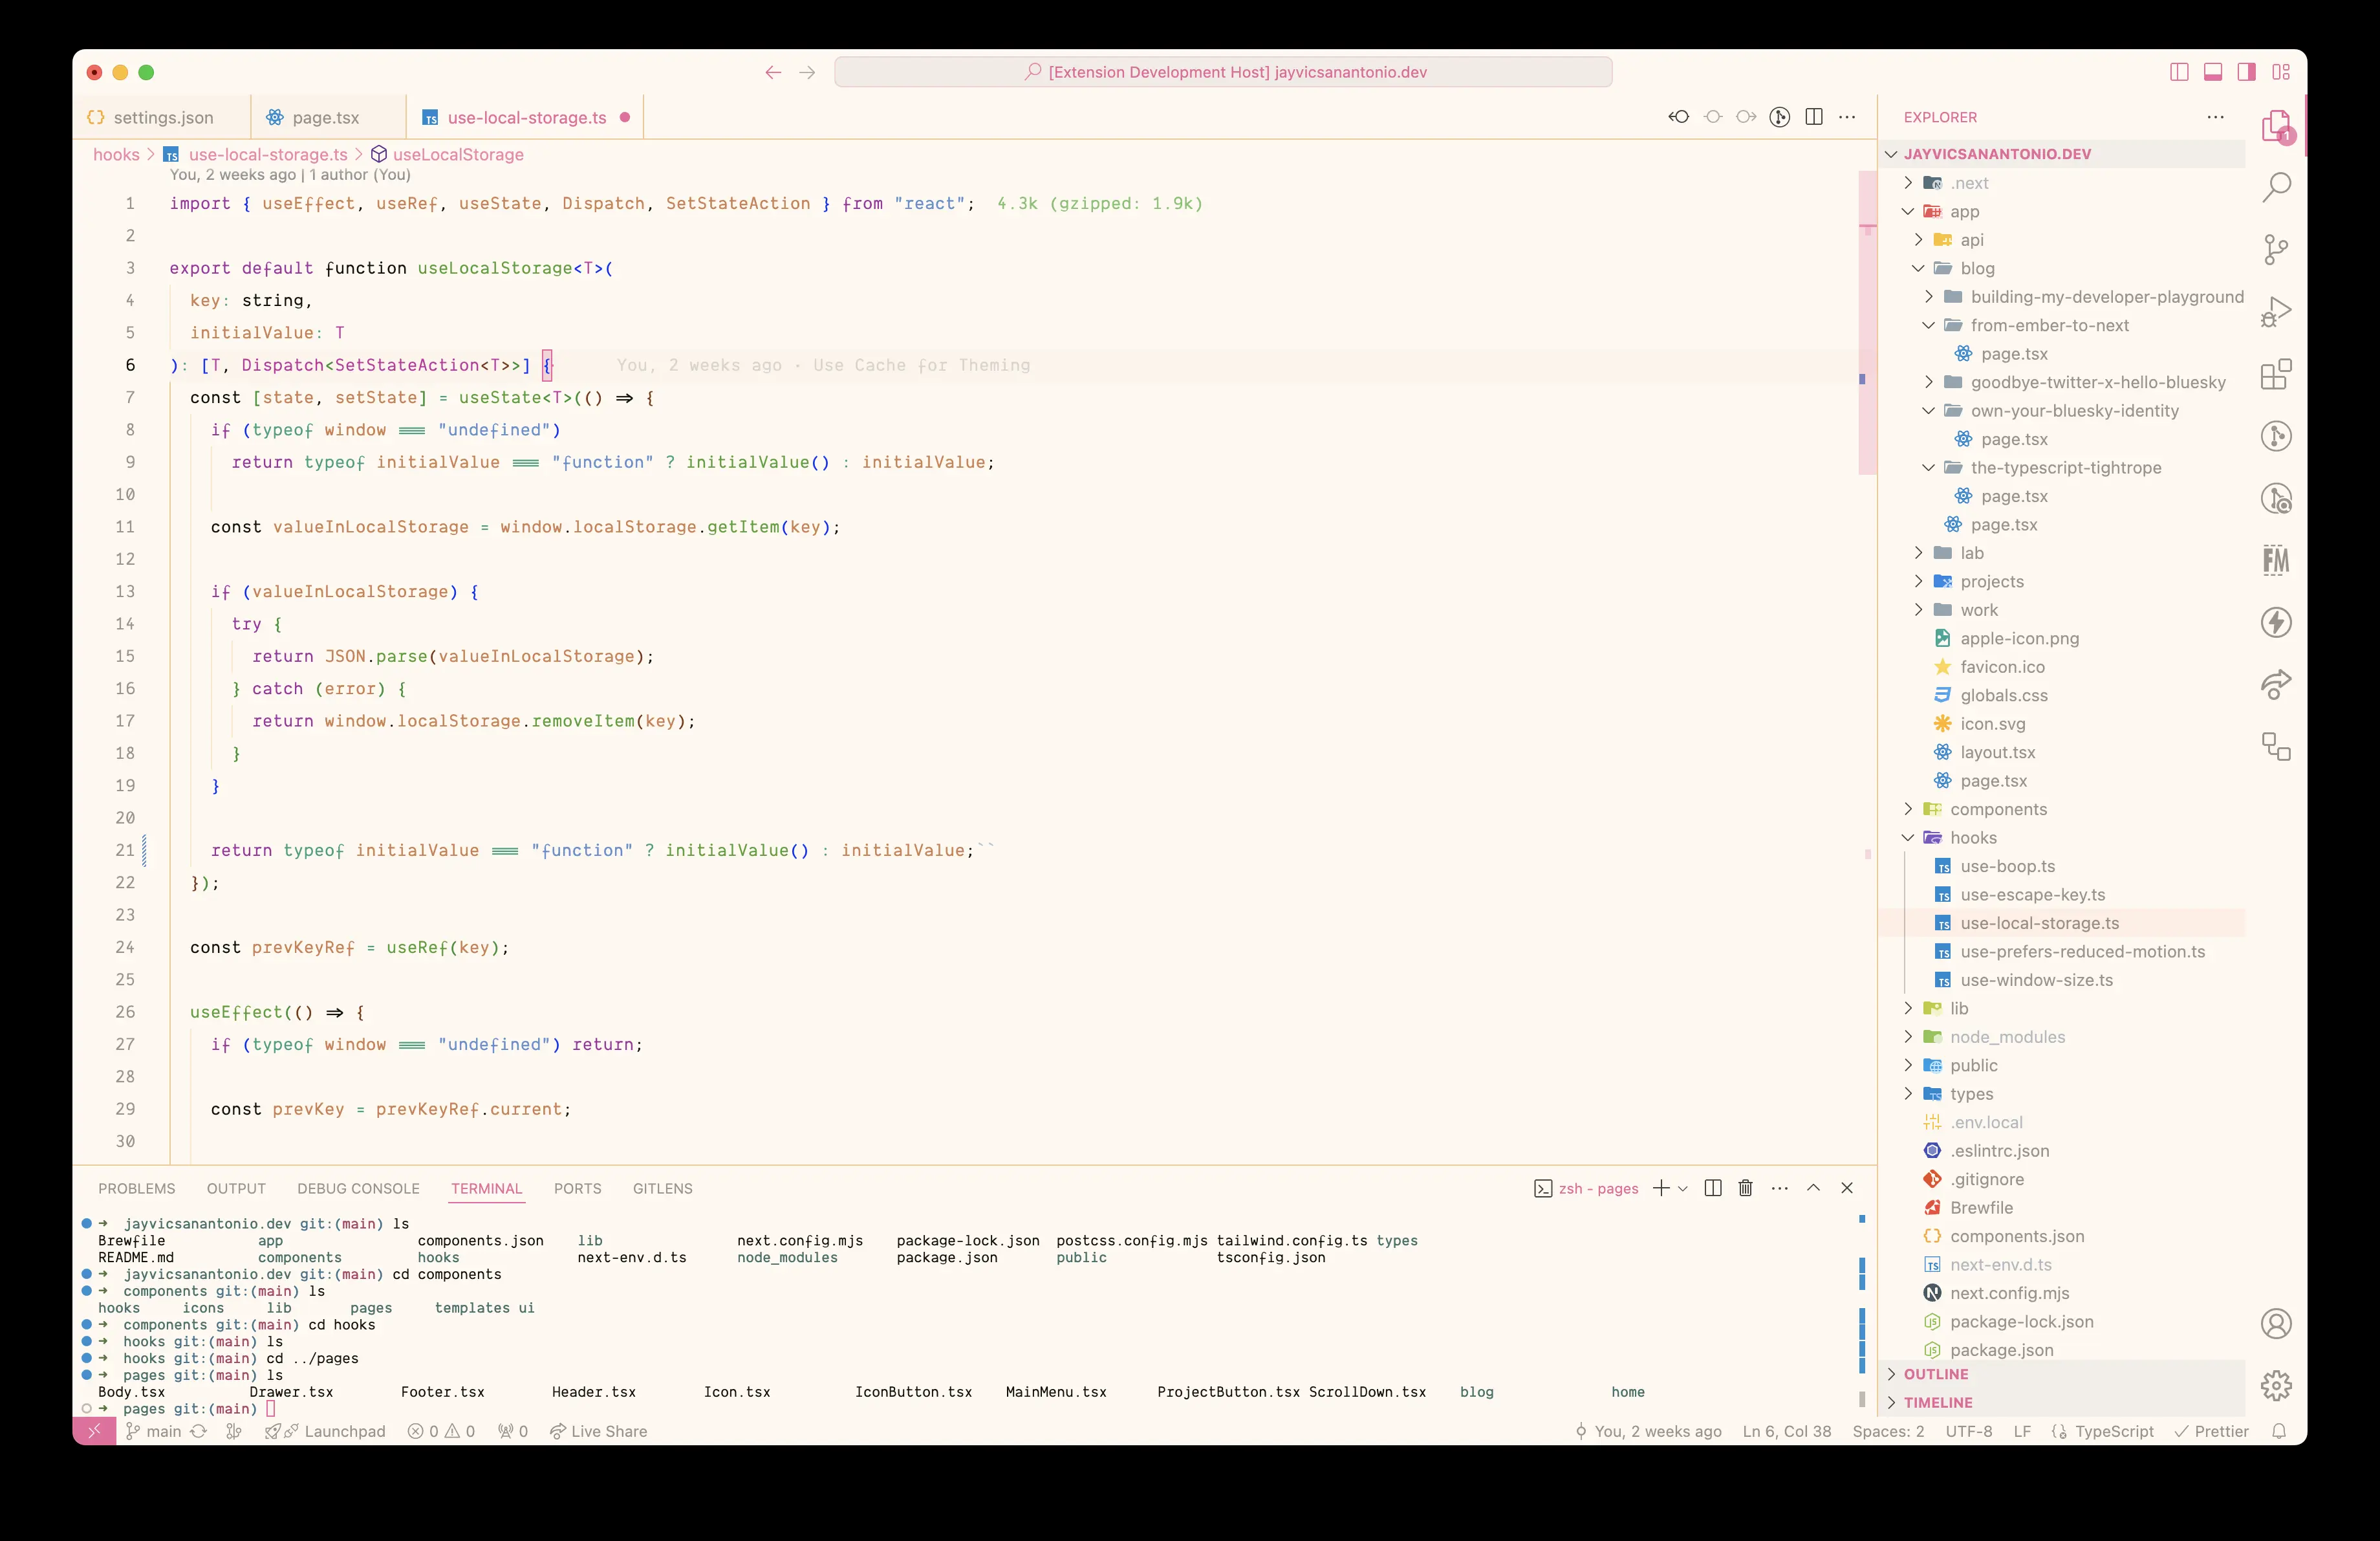 [Extension Development Host] jayvicsanantonio.dev
settings.json
page.tsx
TS use-local-storage.ts
hooks > TS use-local-storage.ts > useLocalStorage
You, 2 weeks ago | 1 author (You)
1 import { useEffect, useRef, useState, Dispatch, SetStateAction } from "react"; 4.3k (gzipped: 1.9k)
2
3 export default function useLocalStorage<T>(
4 key: string,
5 initialValue: T
6 ): [T, Dispatch<SetStateAction<T>>] { You, 2 weeks ago · Use Cache for Theming
7 const [state, setState] = useState<T>(() => {
8 if (typeof window === "undefined")
9 return typeof initialValue === "function" ? initialValue() : initialValue;
10
11 const valueInLocalStorage = window.localStorage.getItem(key);
12
13 if (valueInLocalStorage) {
14 try {
15 return JSON.parse(valueInLocalStorage);
16 } catch (error) {
17 return window.localStorage.removeItem(key);
18 }
19 }
20
21 return typeof initialValue === "function" ? initialValue() : initialValue;``
22 });
23
24 const prevKeyRef = useRef(key);
25
26 useEffect(() => {
27 if (typeof window === "undefined") return;
28
29 const prevKey = prevKeyRef.current;
30
PROBLEMS OUTPUT DEBUG CONSOLE TERMINAL PORTS GITLENS
zsh - pages
➜ jayvicsanantonio.dev git:(main) ls
Brewfile app components.json lib next.config.mjs package-lock.json postcss.config.mjs tailwind.config.ts types
README.md components hooks next-env.d.ts node_modules package.json public tsconfig.json
➜ jayvicsanantonio.dev git:(main) cd components
➜ components git:(main) ls
hooks icons lib pages templates ui
➜ components git:(main) cd hooks
➜ hooks git:(main) ls
➜ hooks git:(main) cd ../pages
➜ pages git:(main) ls
Body.tsx Drawer.tsx Footer.tsx Header.tsx Icon.tsx IconButton.tsx MainMenu.tsx ProjectButton.tsx ScrollDown.tsx blog home
➜ pages git:(main)
EXPLORER
JAYVICSANANTONIO.DEV
.next
app
api
blog
building-my-developer-playground
from-ember-to-next
page.tsx
goodbye-twitter-x-hello-bluesky
own-your-bluesky-identity
page.tsx
the-typescript-tightrope
page.tsx
page.tsx
lab
projects
work
apple-icon.png
favicon.ico
globals.css
icon.svg
layout.tsx
page.tsx
components
hooks
TS use-boop.ts
TS use-escape-key.ts
TS use-local-storage.ts
TS use-prefers-reduced-motion.ts
TS use-window-size.ts
lib
node_modules
public
types
.env.local
.eslintrc.json
.gitignore
Brewfile
components.json
TS next-env.d.ts
next.config.mjs
package-lock.json
package.json
OUTLINE
TIMELINE
1
FM
main Launchpad 0 0 0 Live Share
You, 2 weeks ago Ln 6, Col 38 Spaces: 2 UTF-8 LF TypeScript Prettier